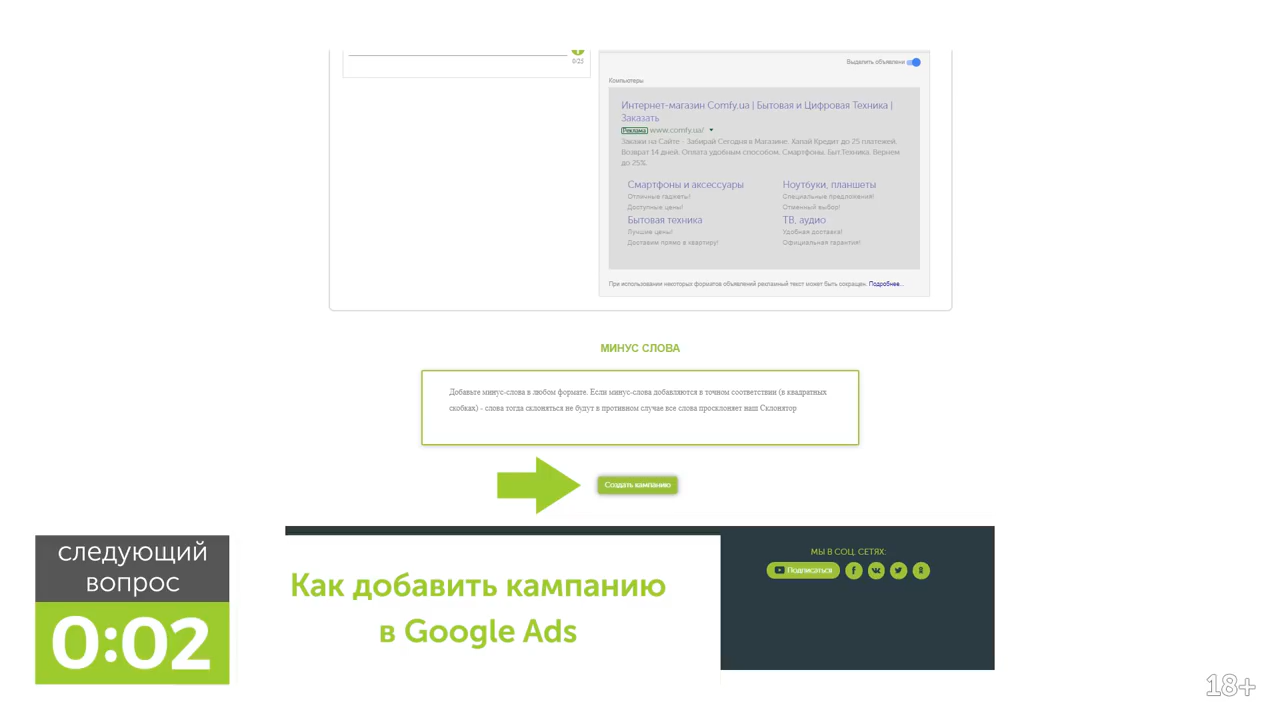 0/25
Выделить объявление
Компьютеры
Интернет-магазин Comfy.ua | Бытовая и Цифровая Техника |
Заказать
Реклама www.comfy.ua/
Закажи на Сайте - Забирай Сегодня в Магазине. Хапай Кредит до 25 платежей.
Возврат 14 дней. Оплата удобным способом. Смартфоны. Быт.Техника. Вернем
до 25%.
Смартфоны и аксессуары
Ноутбуки, планшеты
Отличные гаджеты!
Специальные предложения!
Доступные цены!
Отменный выбор!
Бытовая техника
ТВ, аудио
Лучшие цены!
Удобная доставка!
Доставим прямо в квартиру!
Официальная гарантия!
При использовании некоторых форматов объявлений рекламный текст может быть сокращен. Подробнее...
МИНУС СЛОВА
Добавьте минус-слова в любом формате. Если минус-слова добавляются в точном соответствии (в квадратных
скобках) - слова тогда склоняться не будут в противном случае все слова просклоняет наш Склонятор
Создать кампанию
следующий
вопрос
0:02
Как добавить кампанию
в Google Ads
МЫ В СОЦ. СЕТЯХ:
Подписаться
18+